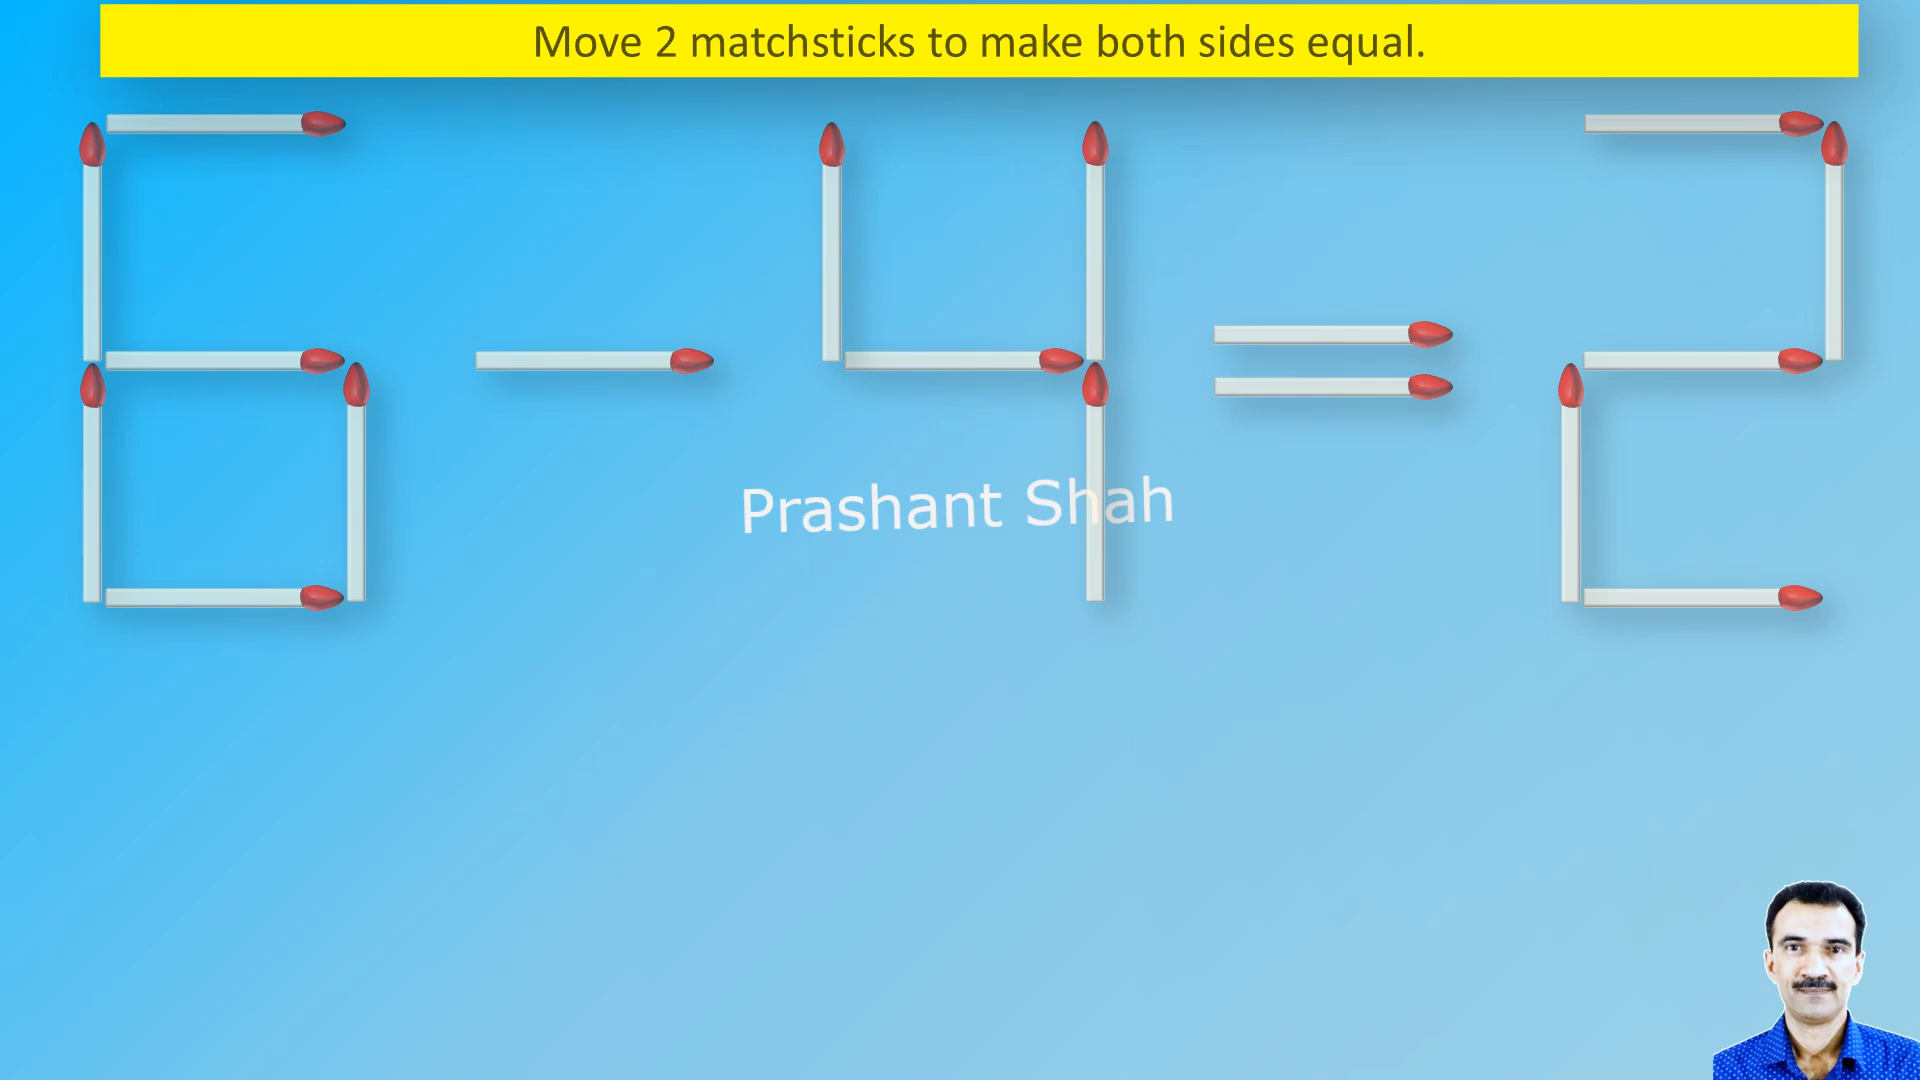 Move 2 matchsticks to make both sides equal.
6 - 4 = 2
Prashant Shah